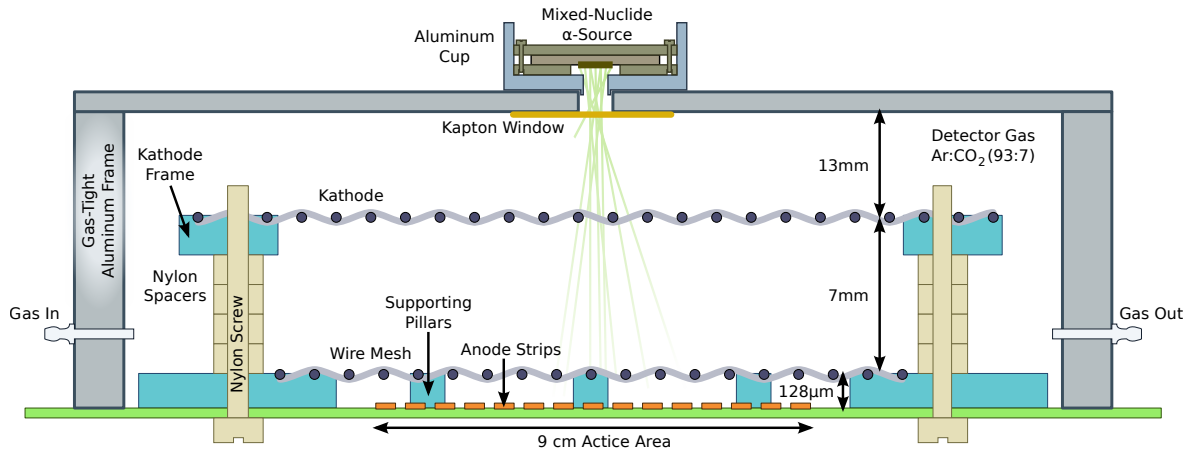 Mixed-Nuclide
α-Source
Aluminum
Cup
Kapton Window
Detector Gas
Ar:CO2(93:7)
13mm
Kathode
Frame
Kathode
Gas-Tight
Aluminum Frame
Nylon
Spacers
Nylon Screw
Supporting
Pillars
7mm
Gas In
Gas Out
Wire Mesh
Anode Strips
128μm
9 cm Actice Area